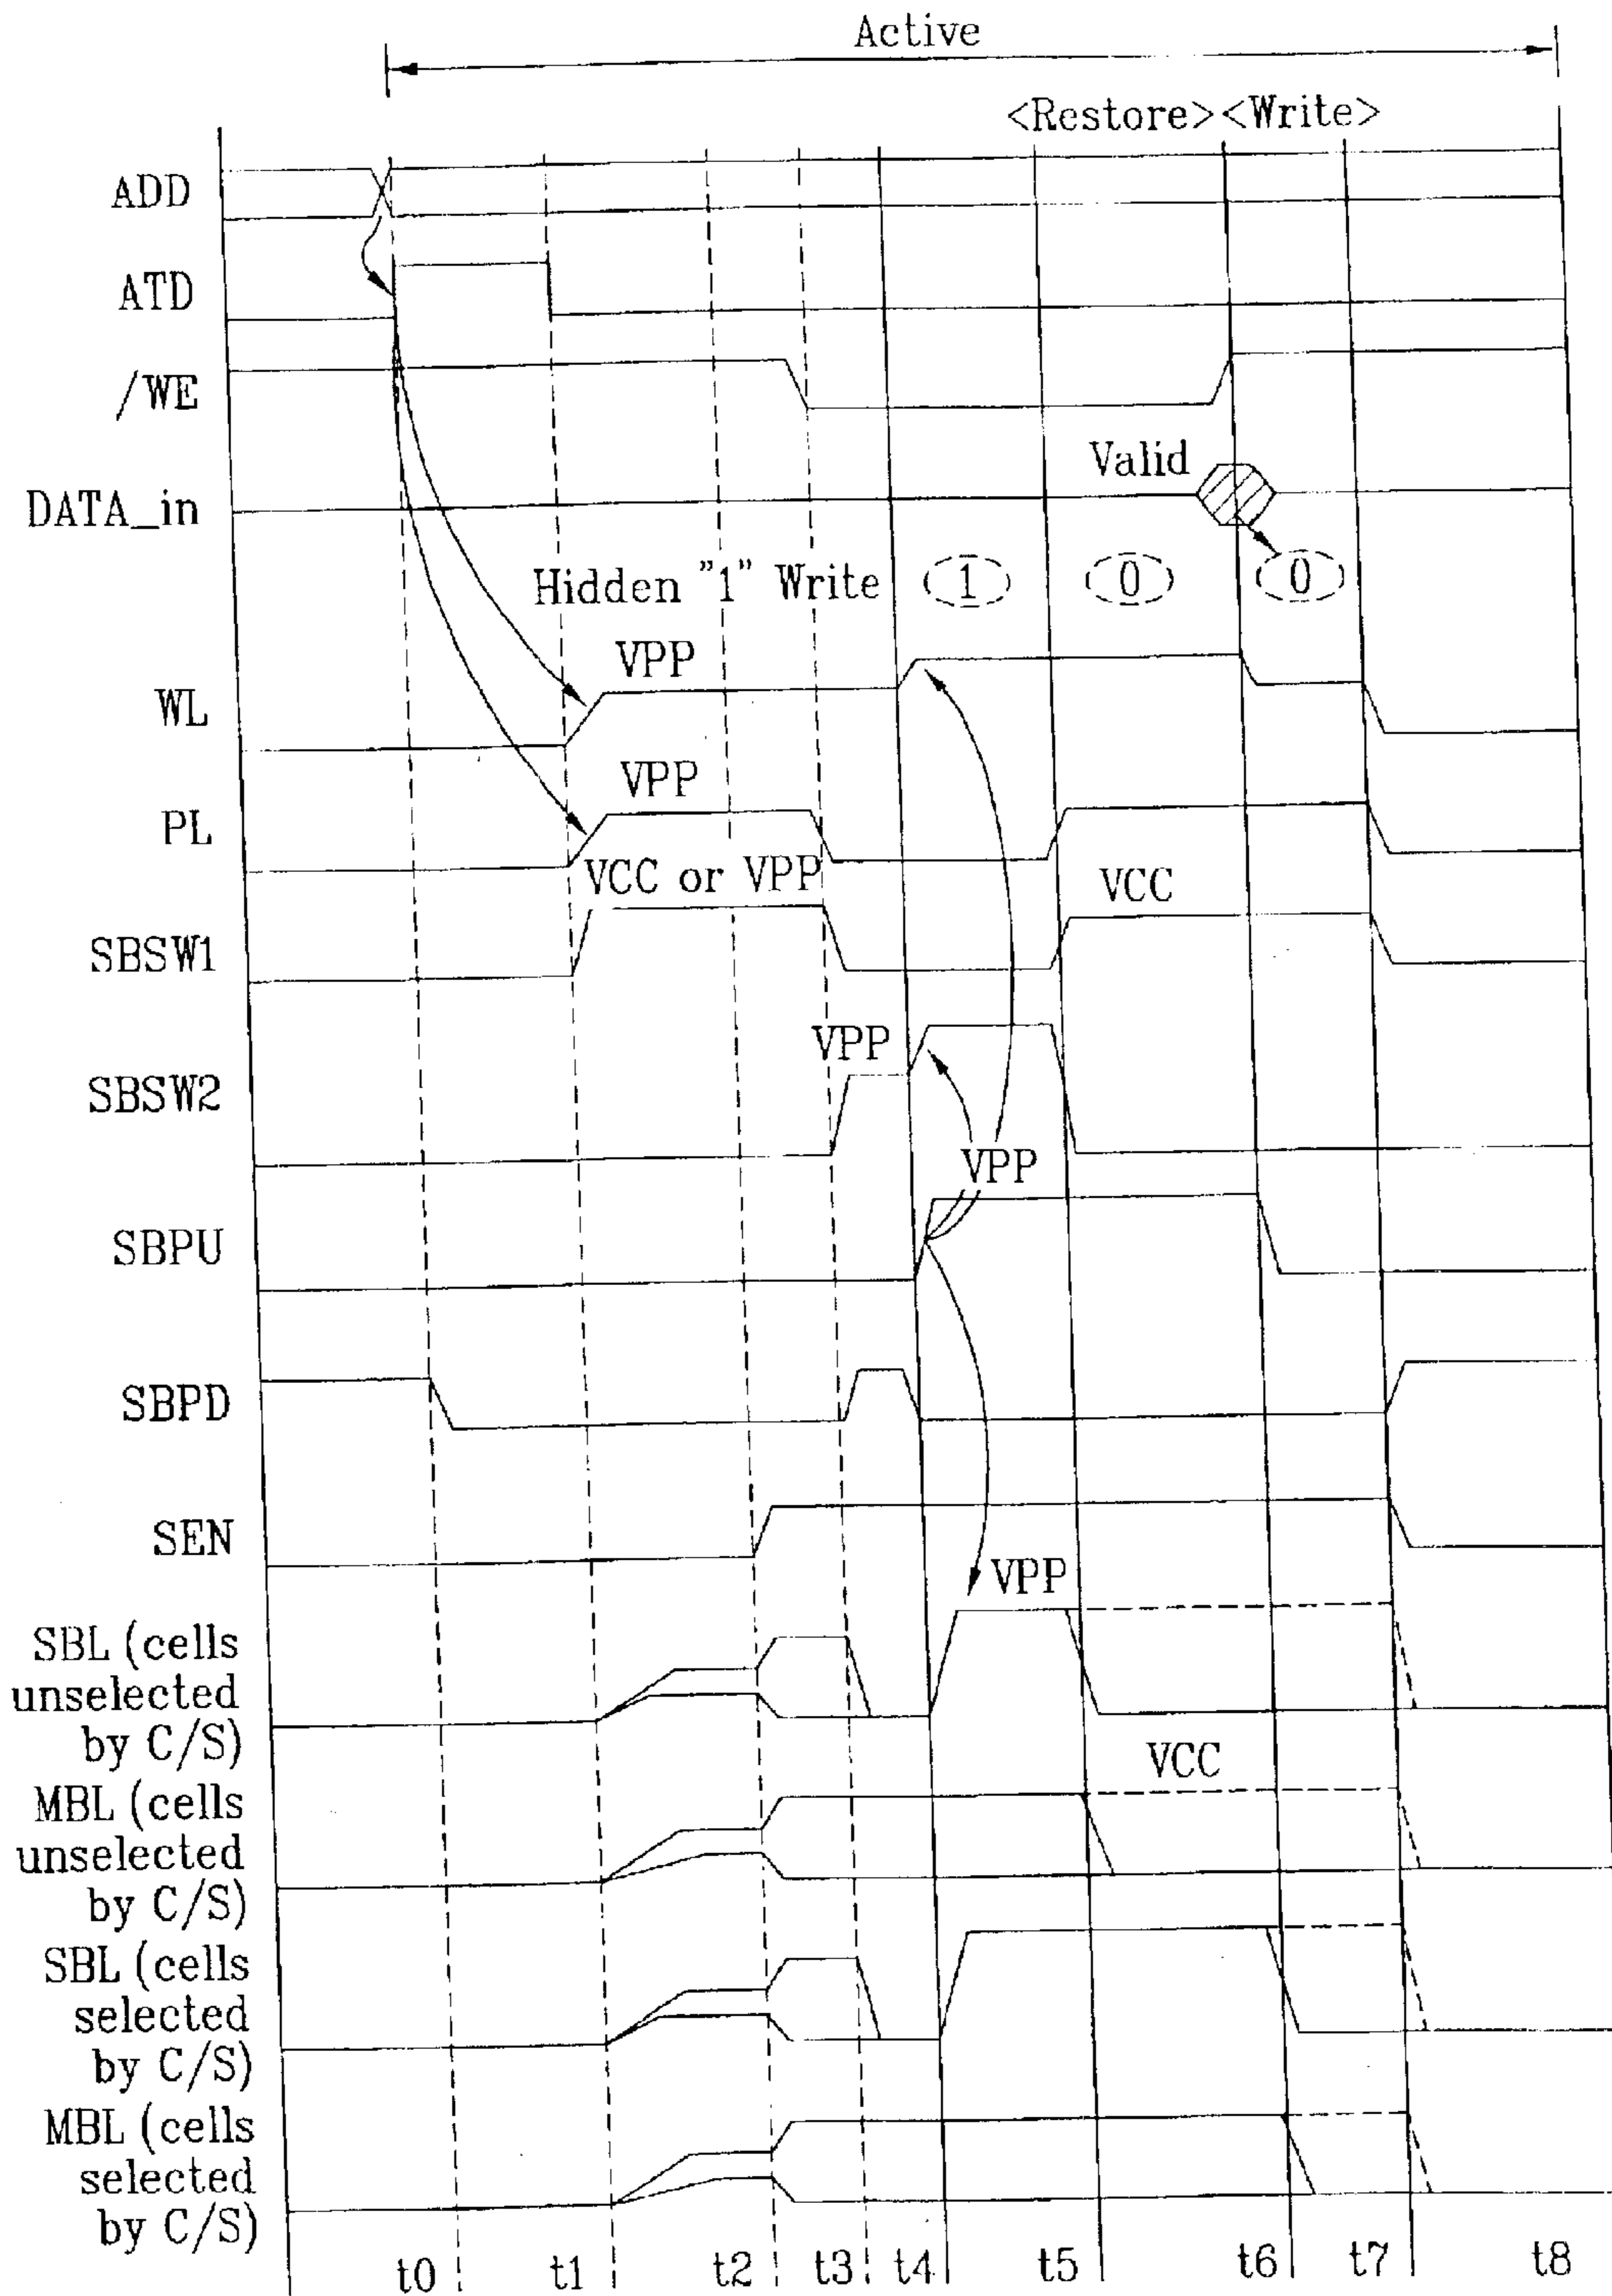 Active
<Restore><Write>
ADD
ATD
/WE
Valid
DATA_in
Hidden "1" Write 1 0 0
VPP
WL
VPP
PL
VCC or VPP VCC
SBSW1
VPP
SBSW2
VPP
SBPU
SBPD
SEN
VPP
SBL (cells
unselected
by C/S)
VCC
MBL (cells
unselected
by C/S)
SBL (cells
selected
by C/S)
MBL (cells
selected
by C/S)
t0 t1 t2 t3 t4 t5 t6 t7 t8